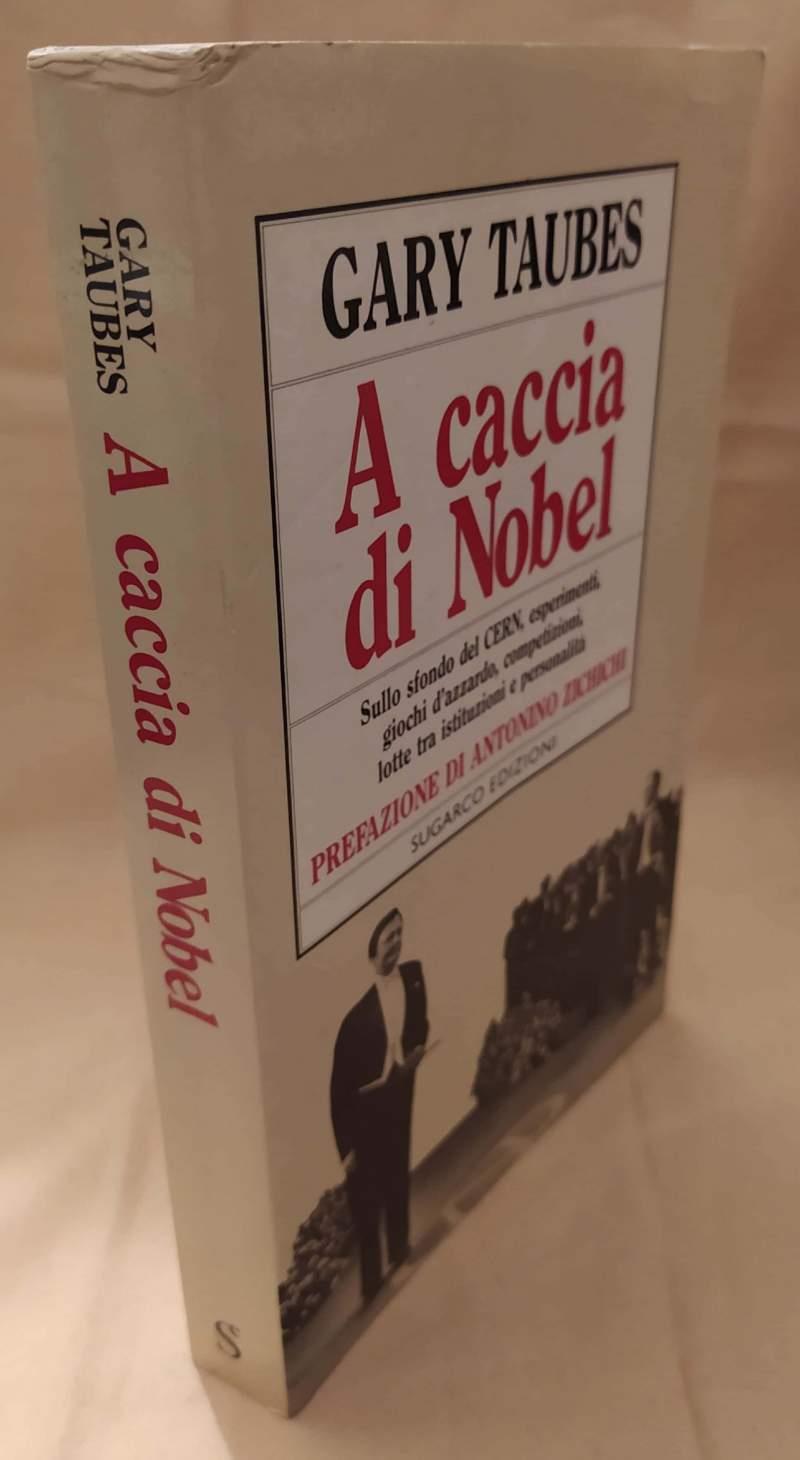 GARY
TAUBES
A caccia di Nobel
S
GARY TAUBES
A caccia
di Nobel
Sullo sfondo del CERN, esperimenti,
giochi d'azzardo, competizioni,
lotte tra istituzioni e personalità
PREFAZIONE DI ANTONINO ZICHICHI
SUGARCO EDIZIONI